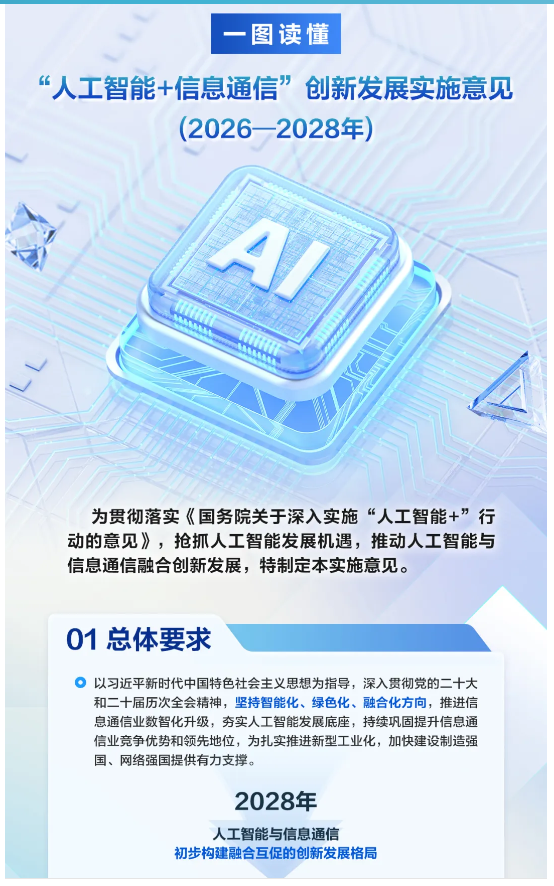 一图读懂
“人工智能+信息通信”创新发展实施意见
(2026—2028年)
AI
为贯彻落实《国务院关于深入实施“人工智能+”行
动的意见》，抢抓人工智能发展机遇，推动人工智能与
信息通信融合创新发展，特制定本实施意见。
01 总体要求
以习近平新时代中国特色社会主义思想为指导，深入贯彻党的二十大
和二十届历次全会精神，坚持智能化、绿色化、融合化方向，推进信
息通信业数智化升级，夯实人工智能发展底座，持续巩固提升信息通
信业竞争优势和领先地位，为扎实推进新型工业化，加快建设制造强
国、网络强国提供有力支撑。
2028年
人工智能与信息通信
初步构建融合互促的创新发展格局